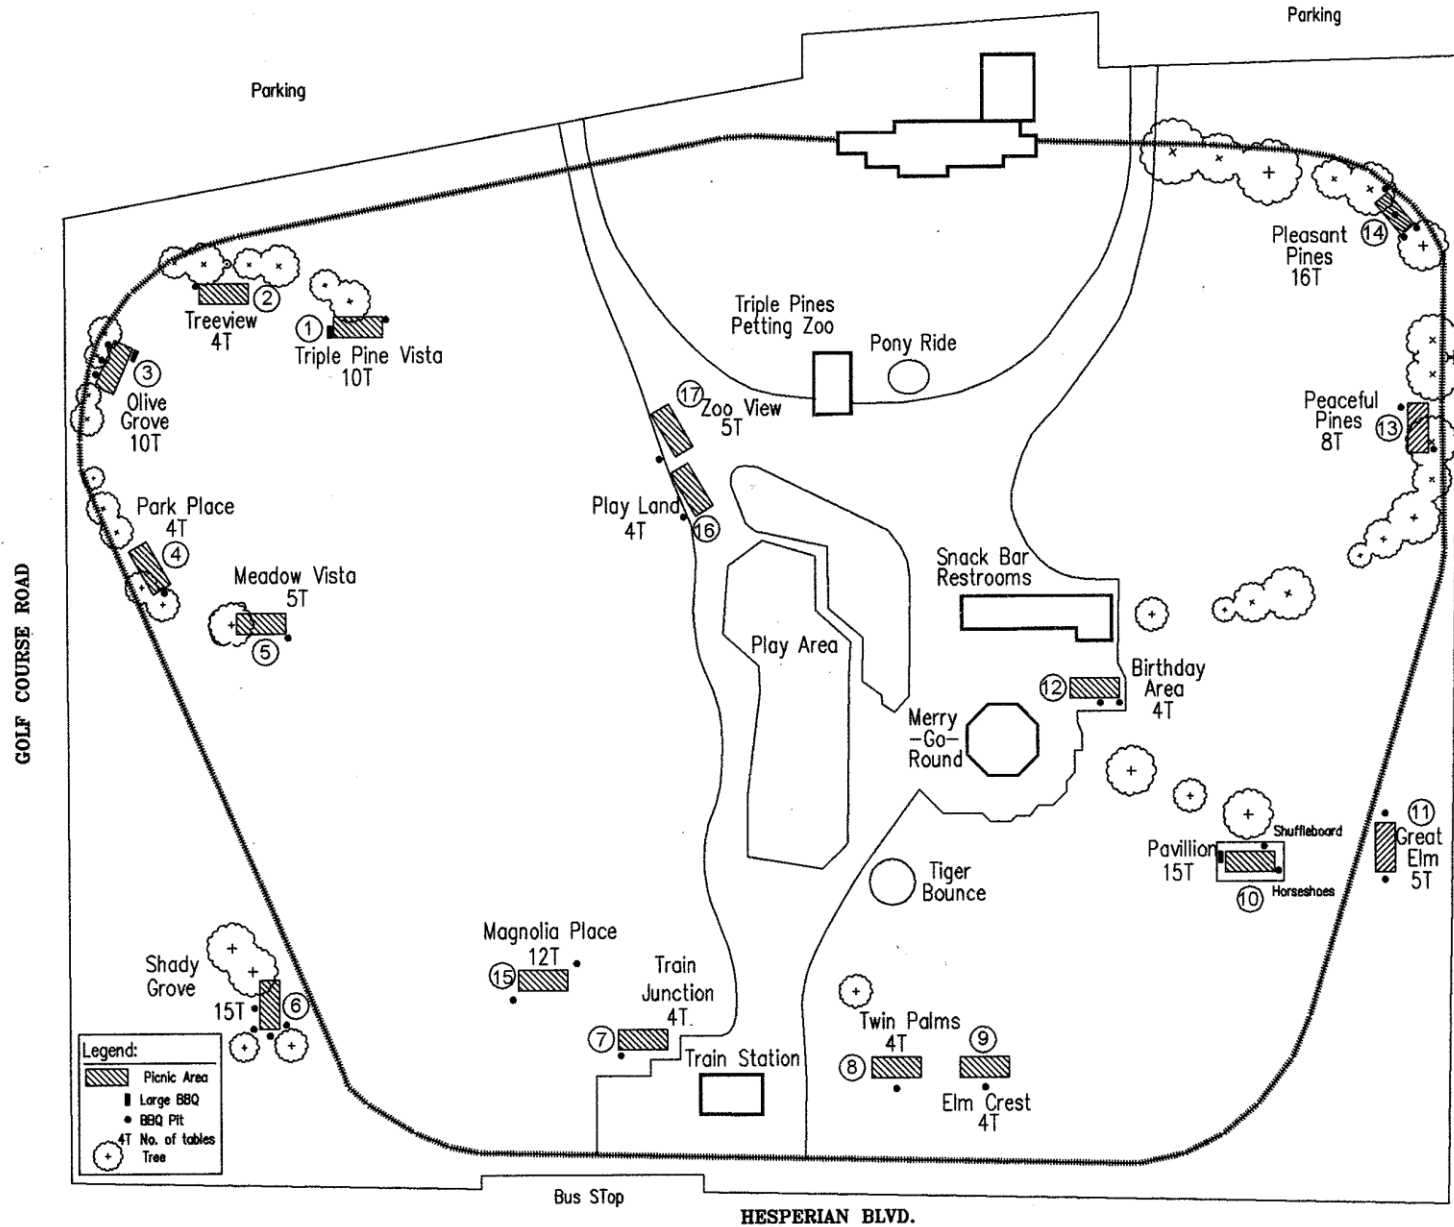 Parking
Parking
14
Pleasant
Pines
16T
2
Treeview
4T
1
Triple Pine Vista
10T
Triple Pines
Petting Zoo
Pony Ride
3
Olive
Grove
10T
17
Zoo View
5T
Peaceful
Pines
8T
13
Park Place
4T
4
Play Land
4T
16
Meadow Vista
5T
5
Snack Bar
Restrooms
Play Area
12
Birthday
Area
4T
Merry
-Go-
Round
GOLF COURSE ROAD
11
Great
Elm
5T
Shuffleboard
Pavillion
15T
Horseshoes
10
Tiger
Bounce
Magnolia Place
12T
15
Shady
Grove
15T
6
Train
Junction
4T
7
Twin Palms
4T
8
9
Elm Crest
4T
Train Station
Legend:
Picnic Area
Large BBQ
BBQ Pit
4T No. of tables
Tree
Bus STop
HESPERIAN BLVD.